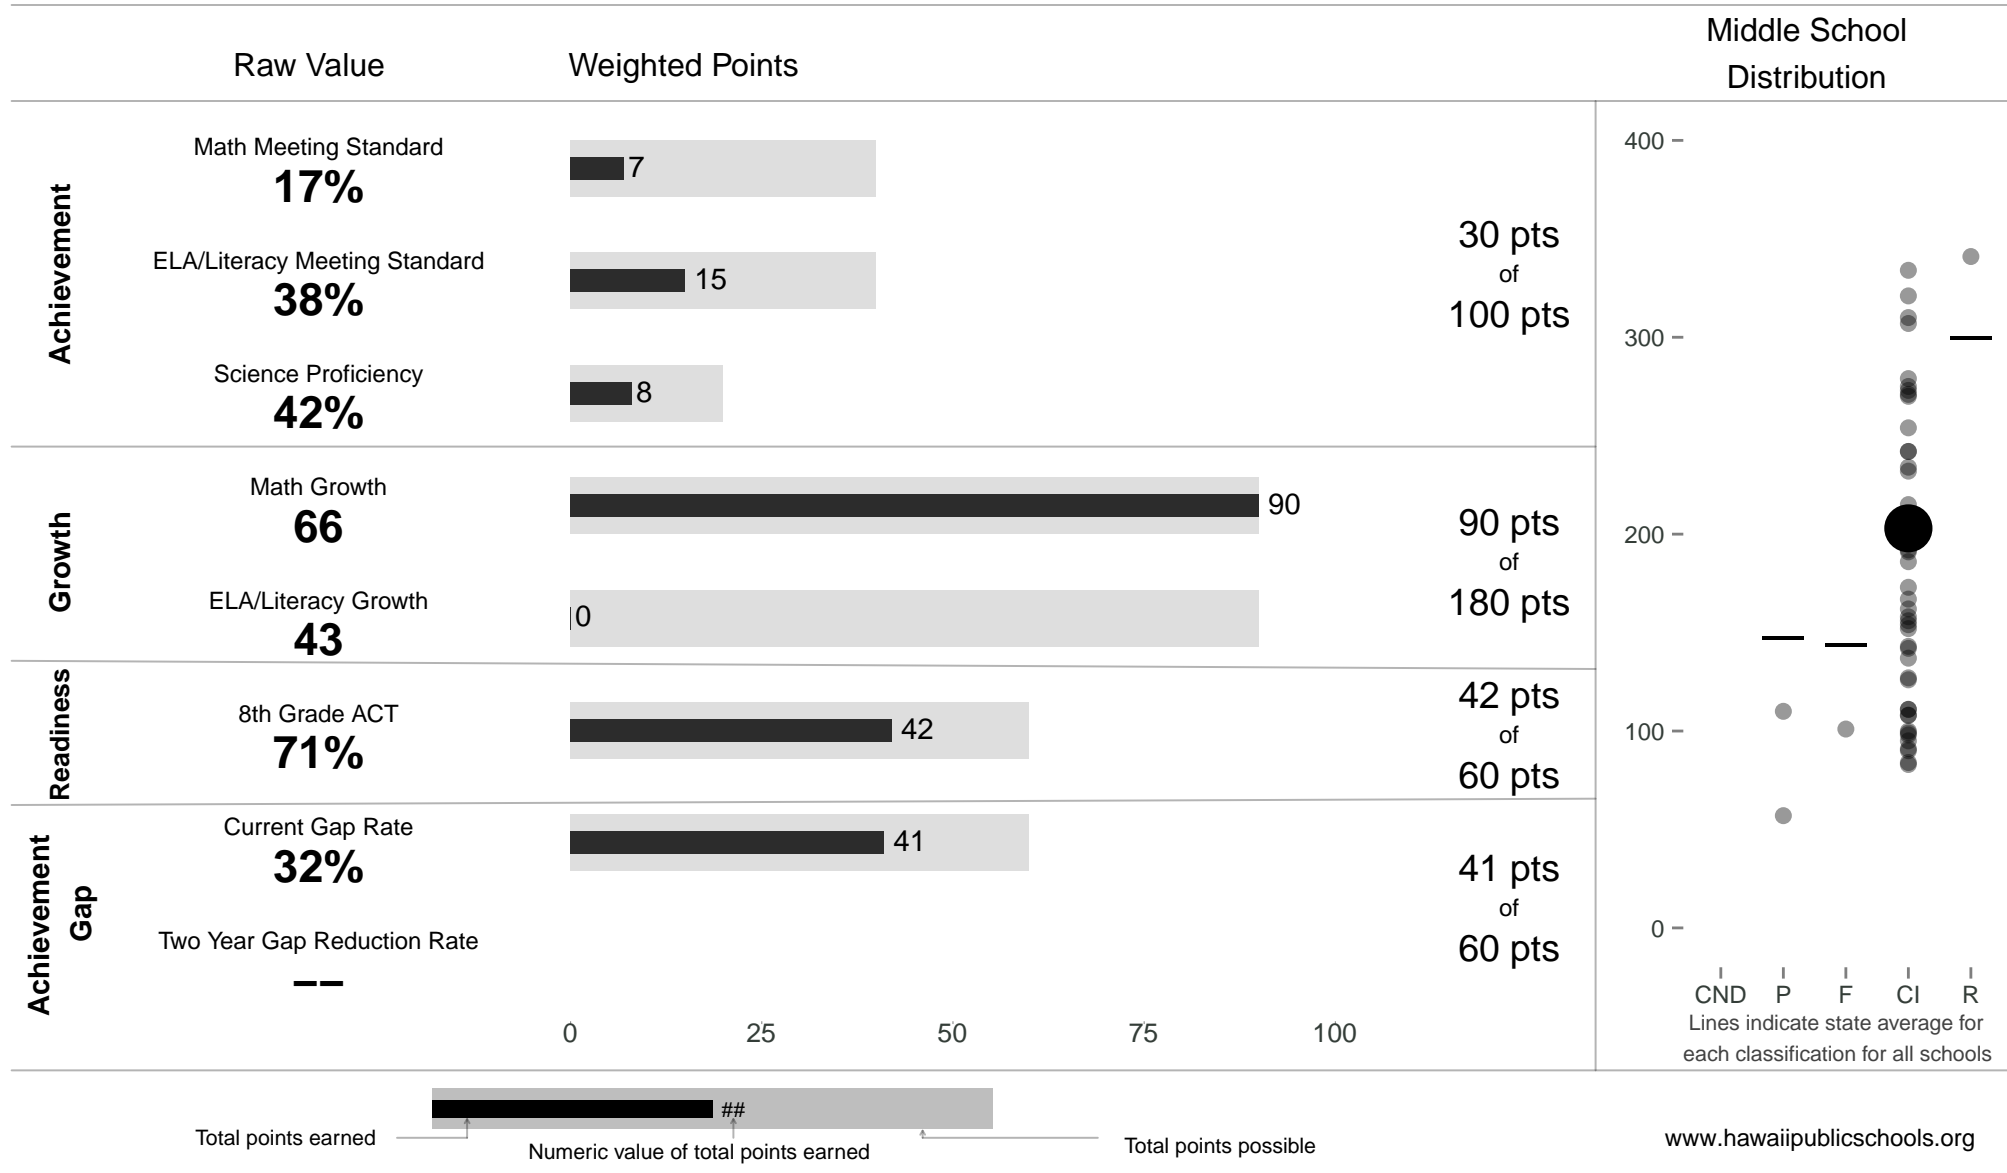 Raw Value
Weighted Points
Middle School
Distribution
Achievement
Math Meeting Standard
17%
7
ELA/Literacy Meeting Standard
38%
15
Science Proficiency
42%
8
30 pts
of
100 pts
Growth
Math Growth
66
90
ELA/Literacy Growth
43
0
90 pts
of
180 pts
Readiness
8th Grade ACT
71%
42
42 pts
of
60 pts
Achievement
Gap
Current Gap Rate
32%
41
Two Year Gap Reduction Rate
--
41 pts
of
60 pts
0 25 50 75 100
400
300
200
100
0
CND P F CI R
Lines indicate state average for
each classification for all schools
##
Total points earned
Numeric value of total points earned
Total points possible
www.hawaiipublicschools.org